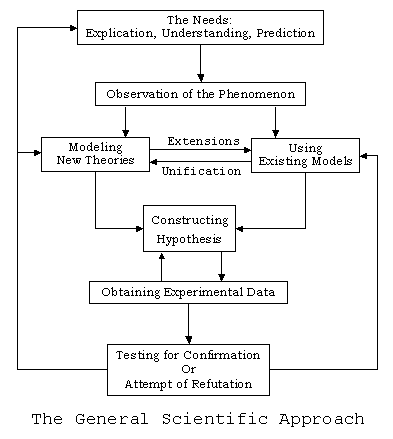 The Needs:
Explication, Understanding, Prediction
Observation of the Phenomenon
Modeling
New Theories
Extensions
Unification
Using
Existing Models
Constructing
Hypothesis
Obtaining Experimental Data
Testing for Confirmation
Or
Attempt of Refutation
The General Scientific Approach